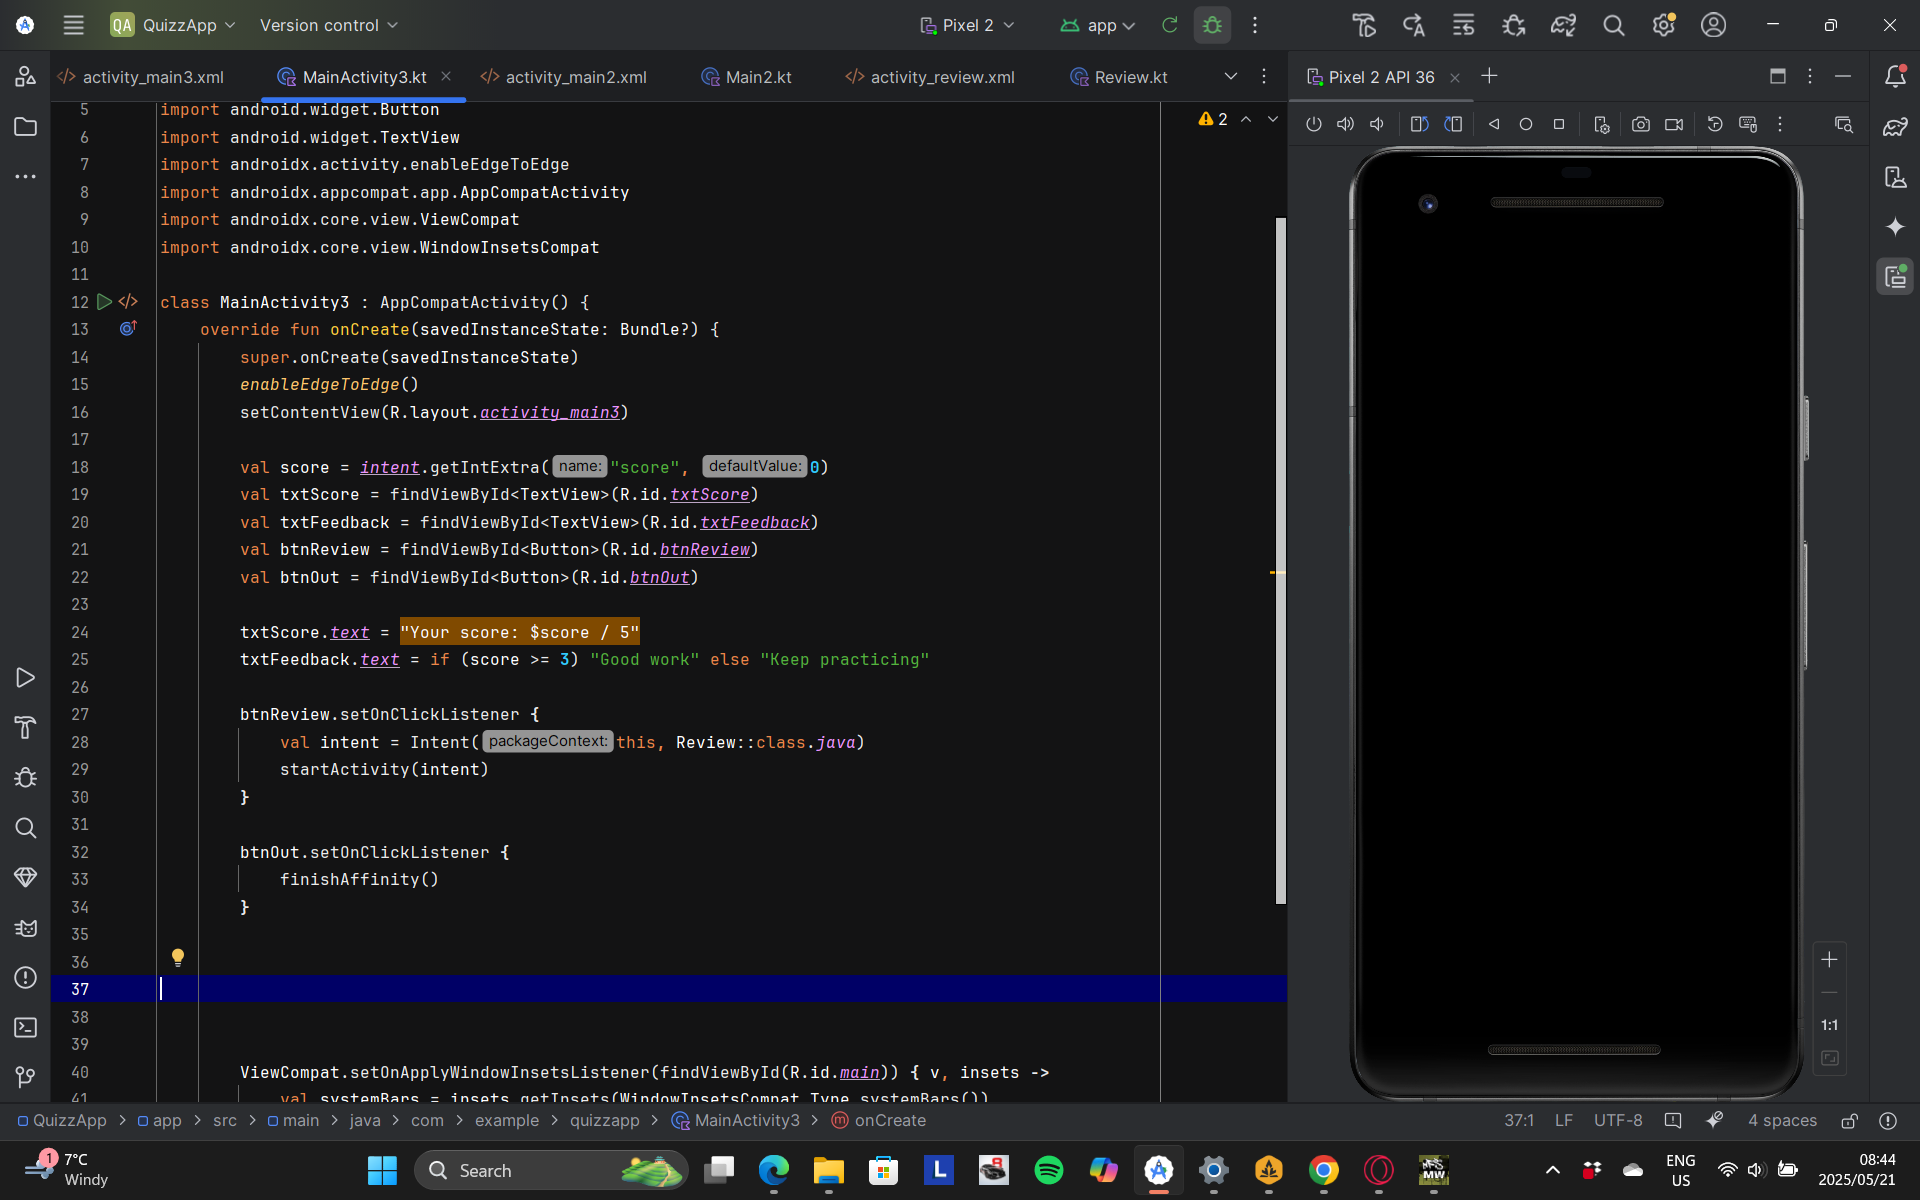 QA QuizzApp Version control Pixel 2 app
activity_main3.xml MainActivity3.kt activity_main2.xml Main2.kt activity_review.xml Review.kt Pixel 2 API 36
2
5 import android.widget.Button
6 import android.widget.TextView
7 import androidx.activity.enableEdgeToEdge
8 import androidx.appcompat.app.AppCompatActivity
9 import androidx.core.view.ViewCompat
10 import androidx.core.view.WindowInsetsCompat
11
12 class MainActivity3 : AppCompatActivity() {
13 override fun onCreate(savedInstanceState: Bundle?) {
14 super.onCreate(savedInstanceState)
15 enableEdgeToEdge()
16 setContentView(R.layout.activity_main3)
17
18 val score = intent.getIntExtra( name: "score", defaultValue: 0)
19 val txtScore = findViewById<TextView>(R.id.txtScore)
20 val txtFeedback = findViewById<TextView>(R.id.txtFeedback)
21 val btnReview = findViewById<Button>(R.id.btnReview)
22 val btnOut = findViewById<Button>(R.id.btnOut)
23
24 txtScore.text = "Your score: $score / 5"
25 txtFeedback.text = if (score >= 3) "Good work" else "Keep practicing"
26
27 btnReview.setOnClickListener {
28 val intent = Intent( packageContext: this, Review::class.java)
29 startActivity(intent)
30 }
31
32 btnOut.setOnClickListener {
33 finishAffinity()
34 }
35
36
37
38
39
40 ViewCompat.setOnApplyWindowInsetsListener(findViewById(R.id.main)) { v, insets ->
41 val systemBars = insets.getInsets(WindowInsetsCompat.Type.systemBars())
1:1
QuizzApp > app > src > main > java > com > example > quizzapp > MainActivity3 > onCreate 37:1 LF UTF-8 4 spaces
1 7°C
Windy
Search
L
8
MW
ENG
US
08:44
2025/05/21